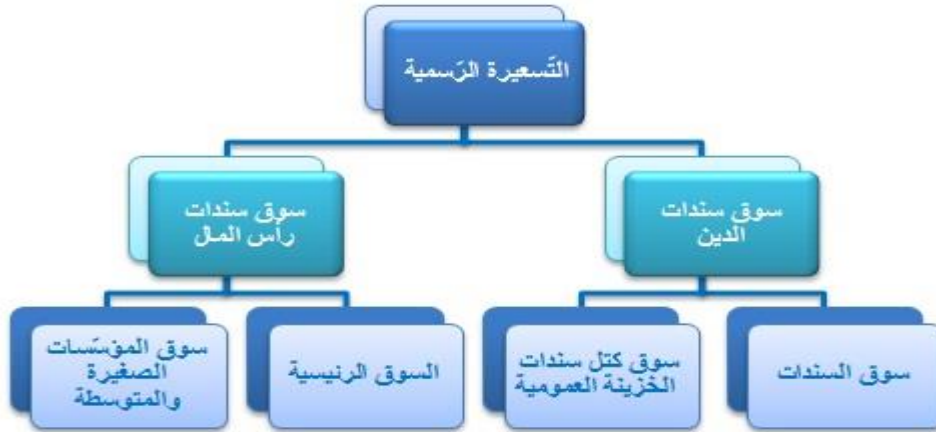 التّسعيرة الرّسمية
سوق سندات
الدين
سوق سندات
رأس المال
سوق السندات
سوق كتل سندات
الخزينة العمومية
السوق الرئيسية
سوق المؤسّسات
الصغيرة
والمتوسطة